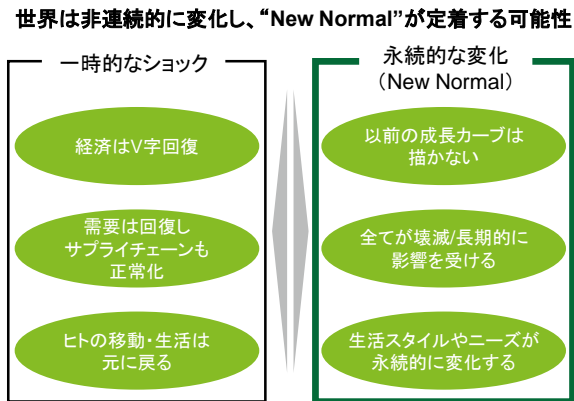 世界は非連続的に変化し、“New Normal”が定着する可能性
一時的なショック
経済はV字回復
需要は回復し
サプライチェーンも
正常化
ヒトの移動・生活は
元に戻る
永続的な変化
（New Normal）
以前の成長カーブは
描かない
全てが壊滅/長期的に
影響を受ける
生活スタイルやニーズが
永続的に変化する